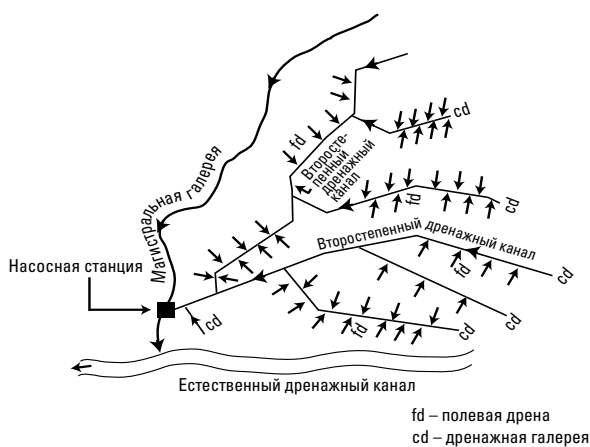 cd
fd
Второсте-
пенный
дренажный
канал
Магистральная галерея
fd
cd
Второстепенный дренажный канал
Насосная станция
fd
cd
cd
cd
fd
cd
Естественный дренажный канал
fd – полевая дрена
cd – дренажная галерея